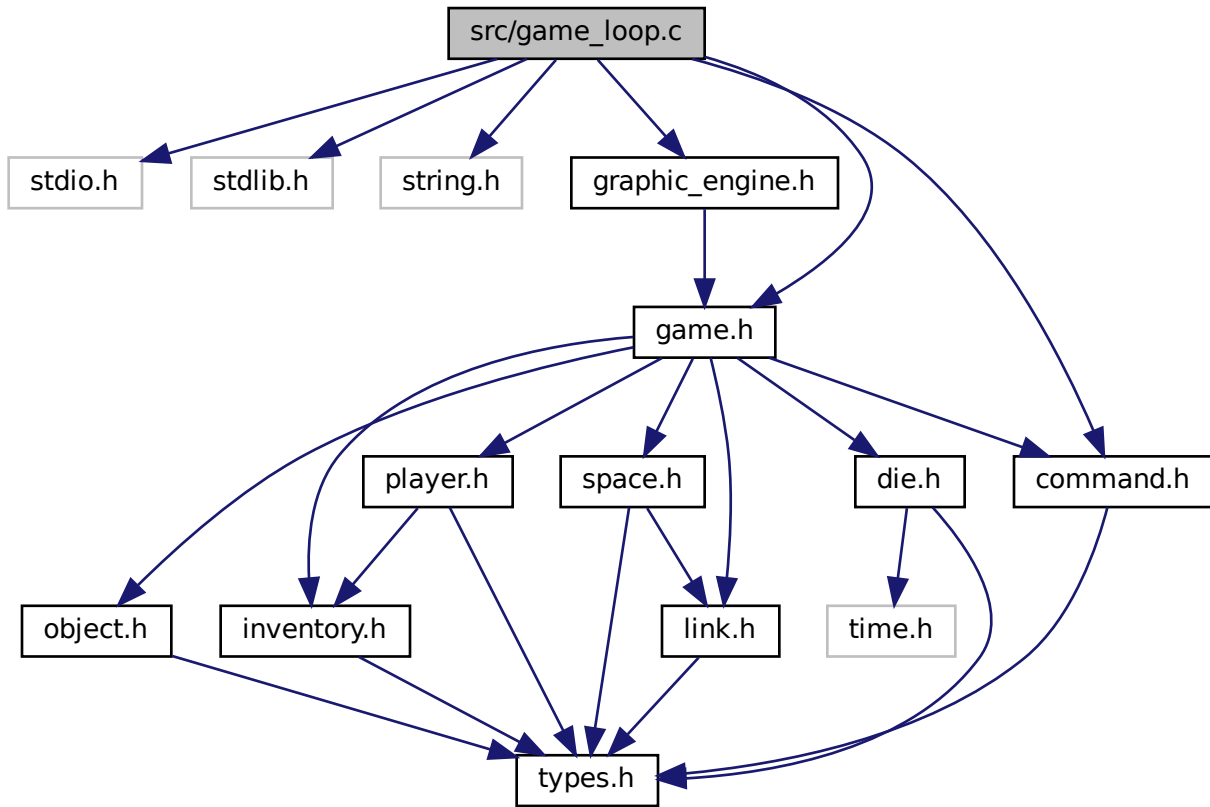 src/game_loop.c
stdio.h
stdlib.h
string.h
graphic_engine.h
game.h
player.h
space.h
die.h
command.h
object.h
inventory.h
link.h
time.h
types.h